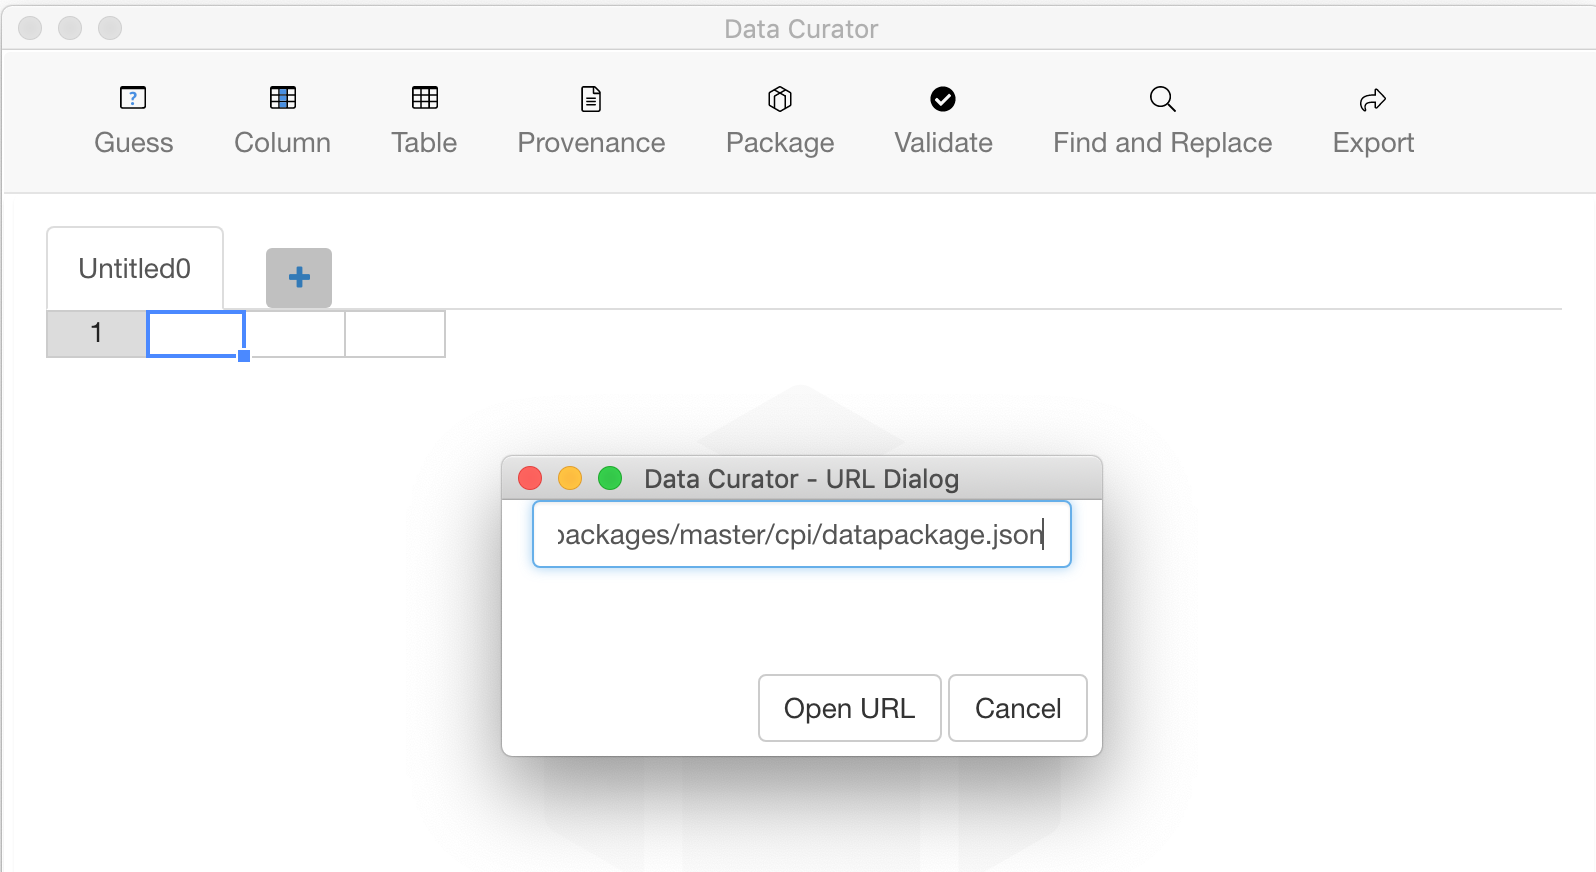 Data Curator
Guess Column Table Provenance Package Validate Find and Replace Export
Untitled0
1
Data Curator - URL Dialog
packages/master/cpi/datapackage.json
Open URL Cancel